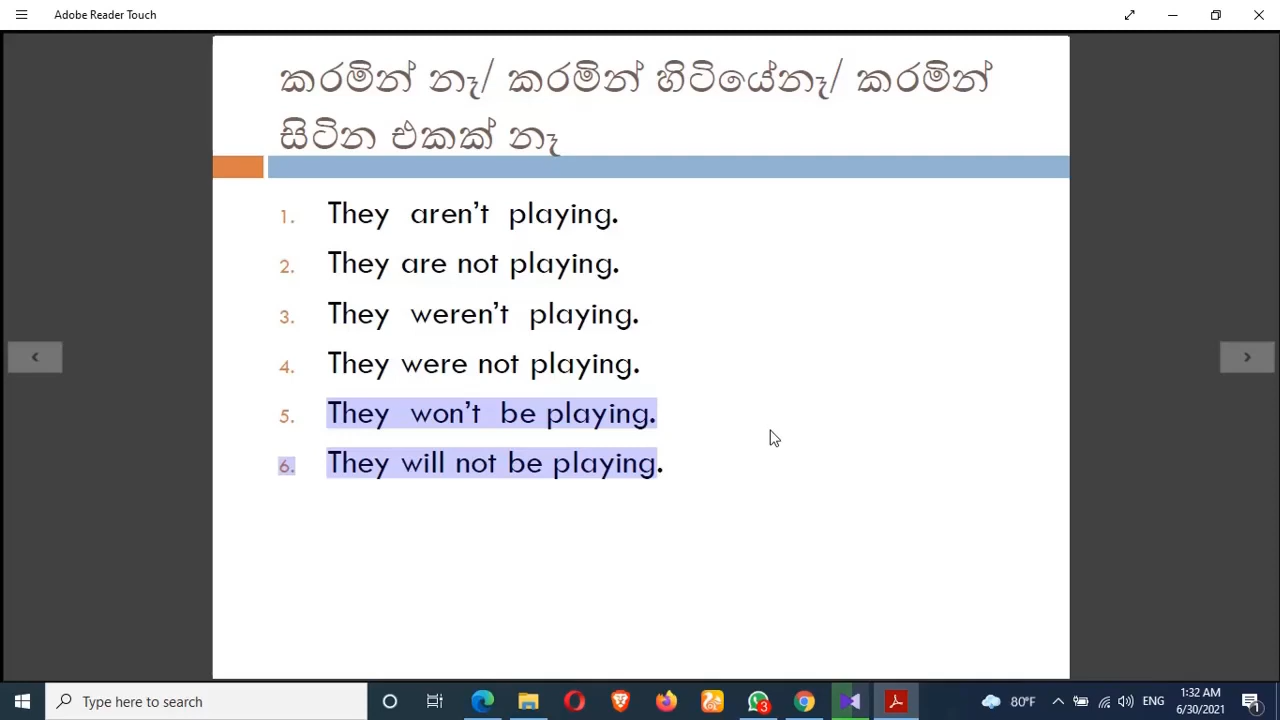 Adobe Reader Touch
කරමින් නෑ/ කරමින් හිටියේනෑ/ කරමින්
සිටින එකක් නෑ
1. They aren’t playing.
2. They are not playing.
3. They weren’t playing.
4. They were not playing.
5. They won’t be playing.
6. They will not be playing.
Type here to search
3
80°F
ENG
1:32 AM
6/30/2021
1